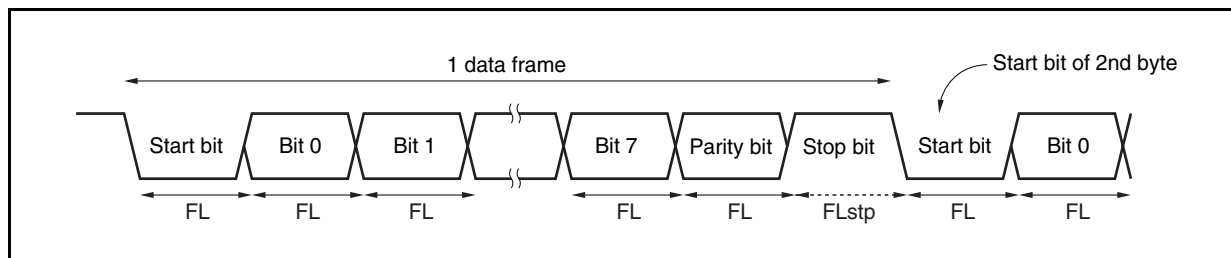 1 data frame
Start bit of 2nd byte
Start bit Bit 0 Bit 1 Bit 7 Parity bit Stop bit Start bit Bit 0
FL FL FL FL FL FLstp FL FL